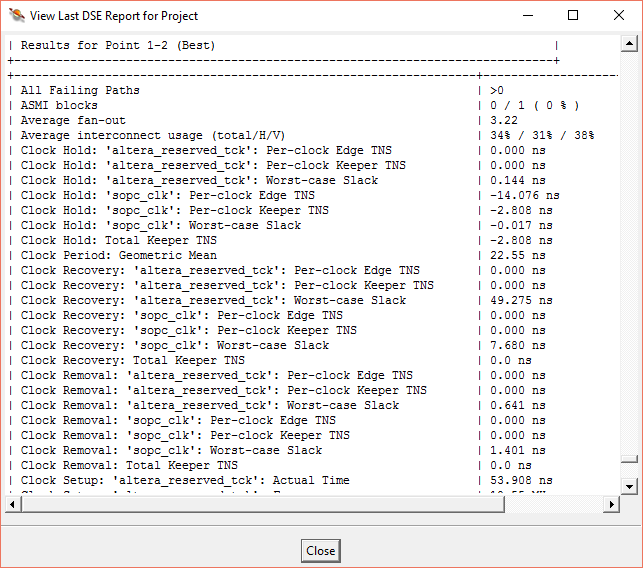 View Last DSE Report for Project
| Results for Point 1-2 (Best) |
| All Failing Paths | >0
| ASMI blocks | 0 / 1 ( 0 % )
| Average fan-out | 3.22
| Average interconnect usage (total/H/V) | 34% / 31% / 38%
| Clock Hold: 'altera_reserved_tck': Per-clock Edge TNS | 0.000 ns
| Clock Hold: 'altera_reserved_tck': Per-clock Keeper TNS | 0.000 ns
| Clock Hold: 'altera_reserved_tck': Worst-case Slack | 0.144 ns
| Clock Hold: 'sopc_clk': Per-clock Edge TNS | -14.076 ns
| Clock Hold: 'sopc_clk': Per-clock Keeper TNS | -2.808 ns
| Clock Hold: 'sopc_clk': Worst-case Slack | -0.017 ns
| Clock Hold: Total Keeper TNS | -2.808 ns
| Clock Period: Geometric Mean | 22.55 ns
| Clock Recovery: 'altera_reserved_tck': Per-clock Edge TNS | 0.000 ns
| Clock Recovery: 'altera_reserved_tck': Per-clock Keeper TNS | 0.000 ns
| Clock Recovery: 'altera_reserved_tck': Worst-case Slack | 49.275 ns
| Clock Recovery: 'sopc_clk': Per-clock Edge TNS | 0.000 ns
| Clock Recovery: 'sopc_clk': Per-clock Keeper TNS | 0.000 ns
| Clock Recovery: 'sopc_clk': Worst-case Slack | 7.680 ns
| Clock Recovery: Total Keeper TNS | 0.0 ns
| Clock Removal: 'altera_reserved_tck': Per-clock Edge TNS | 0.000 ns
| Clock Removal: 'altera_reserved_tck': Per-clock Keeper TNS | 0.000 ns
| Clock Removal: 'altera_reserved_tck': Worst-case Slack | 0.641 ns
| Clock Removal: 'sopc_clk': Per-clock Edge TNS | 0.000 ns
| Clock Removal: 'sopc_clk': Per-clock Keeper TNS | 0.000 ns
| Clock Removal: 'sopc_clk': Worst-case Slack | 1.401 ns
| Clock Removal: Total Keeper TNS | 0.0 ns
| Clock Setup: 'altera_reserved_tck': Actual Time | 53.908 ns
Close